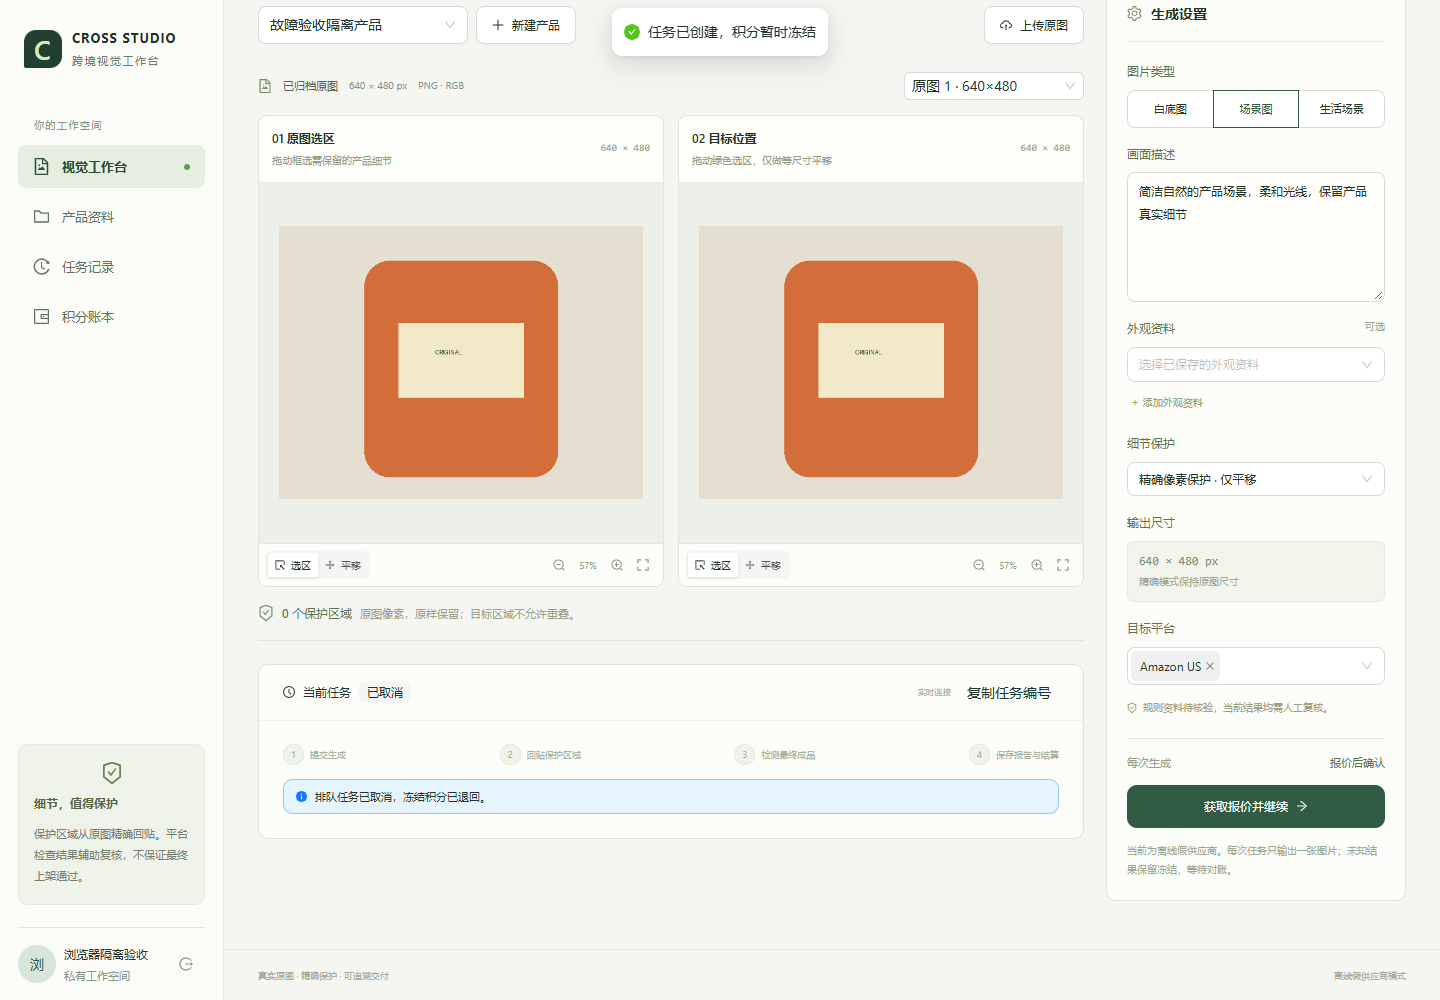 C
CROSS STUDIO
跨境视觉工作台
你的工作空间
视觉工作台
产品资料
任务记录
积分账本
细节，值得保护
保护区域从原图精确回贴。平台
检查结果辅助复核，不保证最终
上架通过。
浏
浏览器隔离验收
私有工作空间
故障验收隔离产品
新建产品
任务已创建，积分暂时冻结
上传原图
已归档原图 640 × 480 px PNG · RGB
原图 1 · 640×480
01 原图选区
拖动框选需保留的产品细节
640 × 480
ORIGINAL
选区 平移
57%
02 目标位置
拖动绿色选区，仅做等尺寸平移
640 × 480
ORIGINAL
选区 平移
57%
0 个保护区域 原图像素，原样保留；目标区域不允许重叠。
当前任务 已取消
实时连接 复制任务编号
1 提交生成
2 回贴保护区域
3 检测最终成品
4 保存报告与结算
排队任务已取消，冻结积分已退回。
生成设置
图片类型
白底图 场景图 生活场景
画面描述
简洁自然的产品场景，柔和光线，保留产品
真实细节
外观资料 可选
选择已保存的外观资料
+ 添加外观资料
细节保护
精确像素保护 · 仅平移
输出尺寸
640 × 480 px
精确模式保持原图尺寸
目标平台
Amazon US ×
规则资料待核验，当前结果均需人工复核。
每次生成 报价后确认
获取报价并继续 →
当前为离线假供应商。每次任务只输出一张图片；未知结
果保留冻结，等待对账。
真实原图 · 精确保护 · 可追溯交付
离线假供应商模式